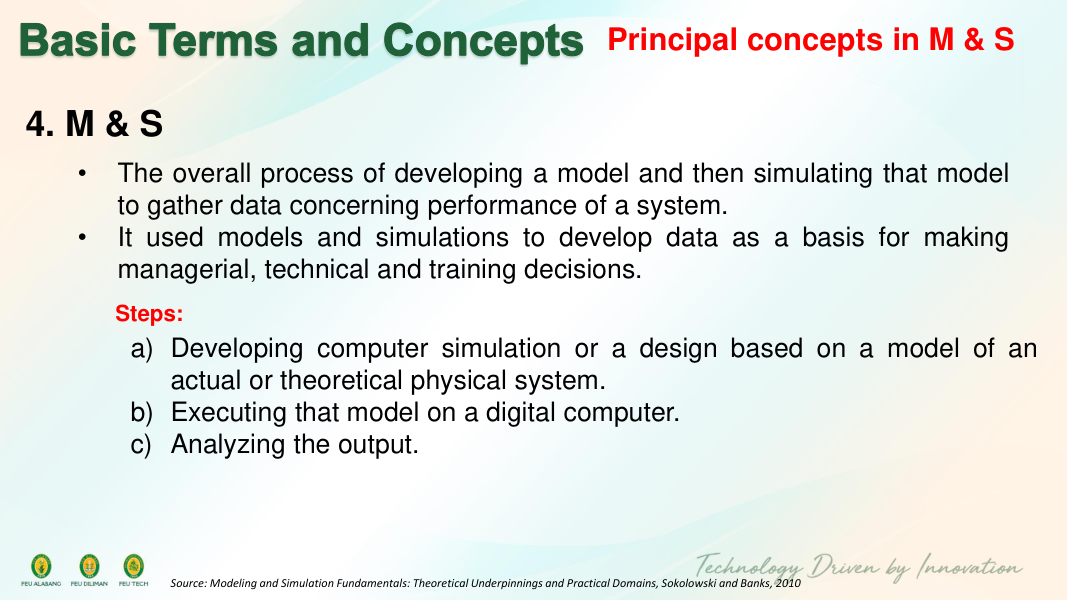 Basic Terms and Concepts Principal concepts in M & S
4. M & S
• The overall process of developing a model and then simulating that model
to gather data concerning performance of a system.
• It used models and simulations to develop data as a basis for making
managerial, technical and training decisions.
Steps:
a) Developing computer simulation or a design based on a model of an
actual or theoretical physical system.
b) Executing that model on a digital computer.
c) Analyzing the output.
FEU ALABANG FEU DILIMAN FEU TECH
Technology Driven by Innovation
Source: Modeling and Simulation Fundamentals: Theoretical Underpinnings and Practical Domains, Sokolowski and Banks, 2010